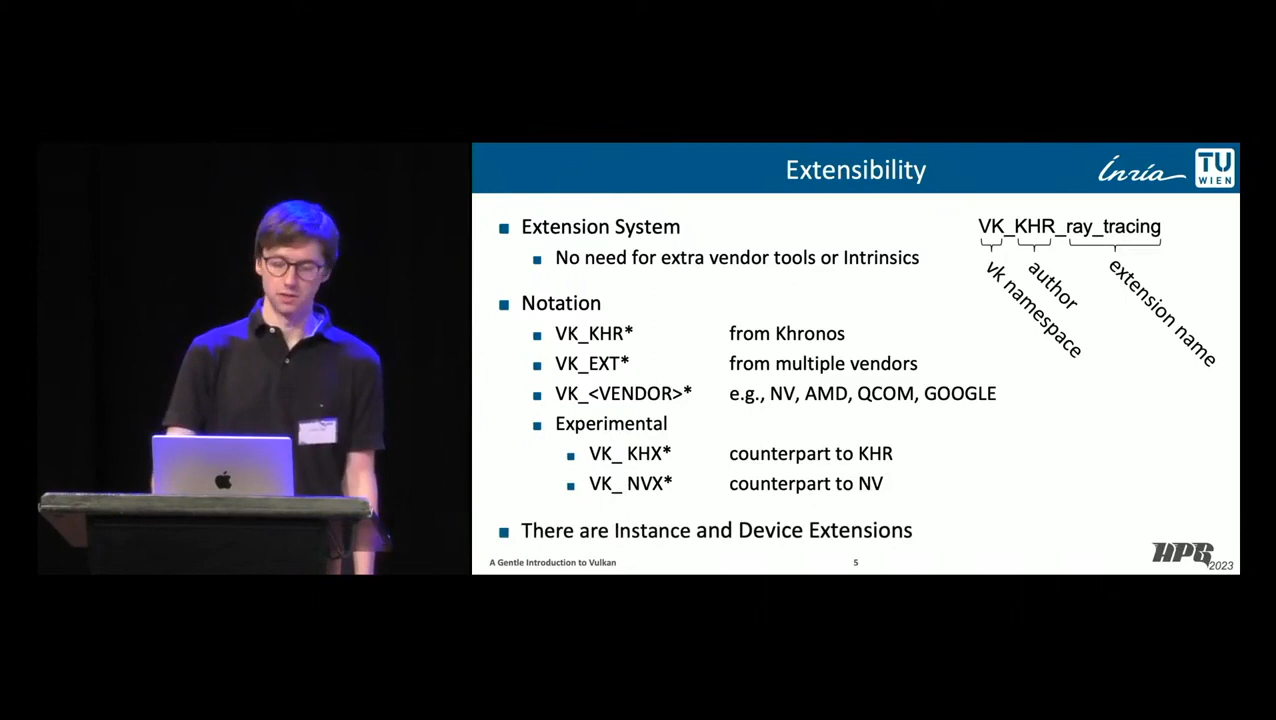 Extensibility
Inria
TU
WIEN
Extension System
No need for extra vendor tools or Intrinsics
VK_KHR_ray_tracing
vk namespace
author
extension name
Notation
VK_KHR* from Khronos
VK_EXT* from multiple vendors
VK_<VENDOR>* e.g., NV, AMD, QCOM, GOOGLE
Experimental
VK_ KHX* counterpart to KHR
VK_ NVX* counterpart to NV
There are Instance and Device Extensions
A Gentle Introduction to Vulkan
5
HPG
2023